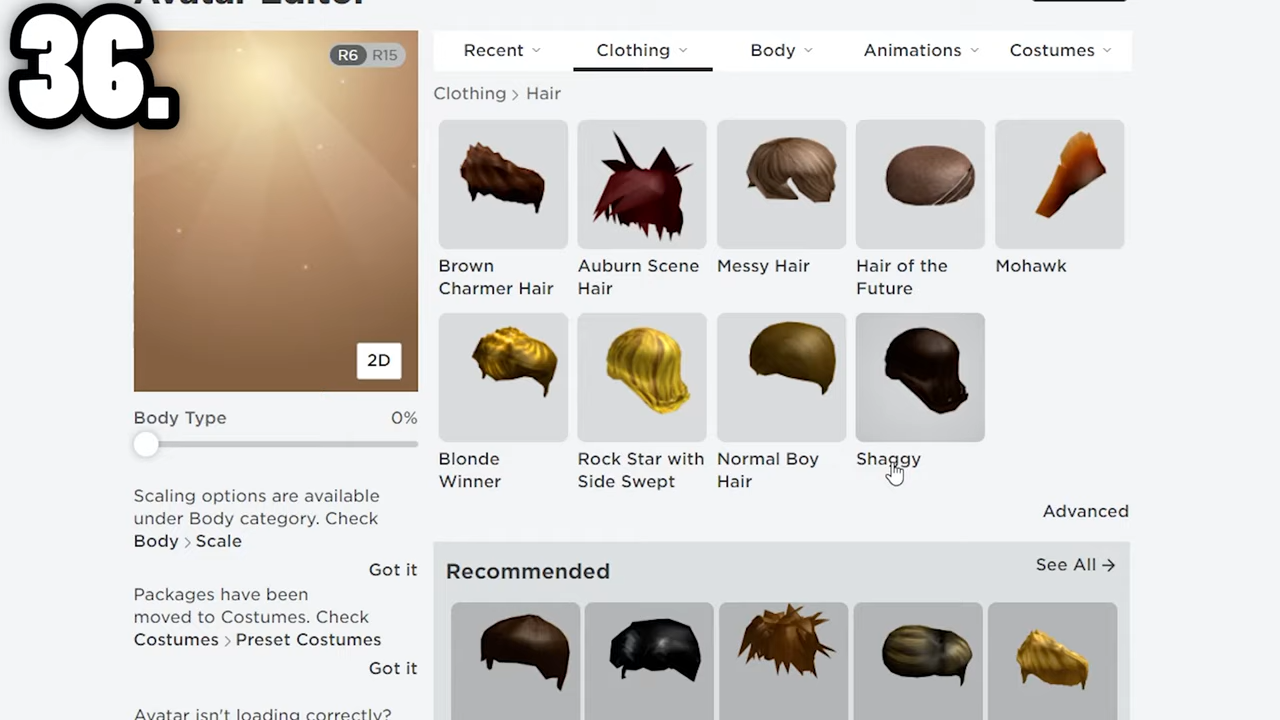 Avatar Editor
36.
R6 R15
Recent
Clothing
Body
Animations
Costumes
Clothing > Hair
Brown
Charmer Hair
Auburn Scene
Hair
Messy Hair
Hair of the
Future
Mohawk
2D
Body Type 0%
Blonde
Winner
Rock Star with
Side Swept
Normal Boy
Hair
Shaggy
Scaling options are available
under Body category. Check
Body > Scale
Got it
Advanced
Packages have been
moved to Costumes. Check
Costumes > Preset Costumes
Got it
Recommended
See All →
Avatar isn't loading correctly?